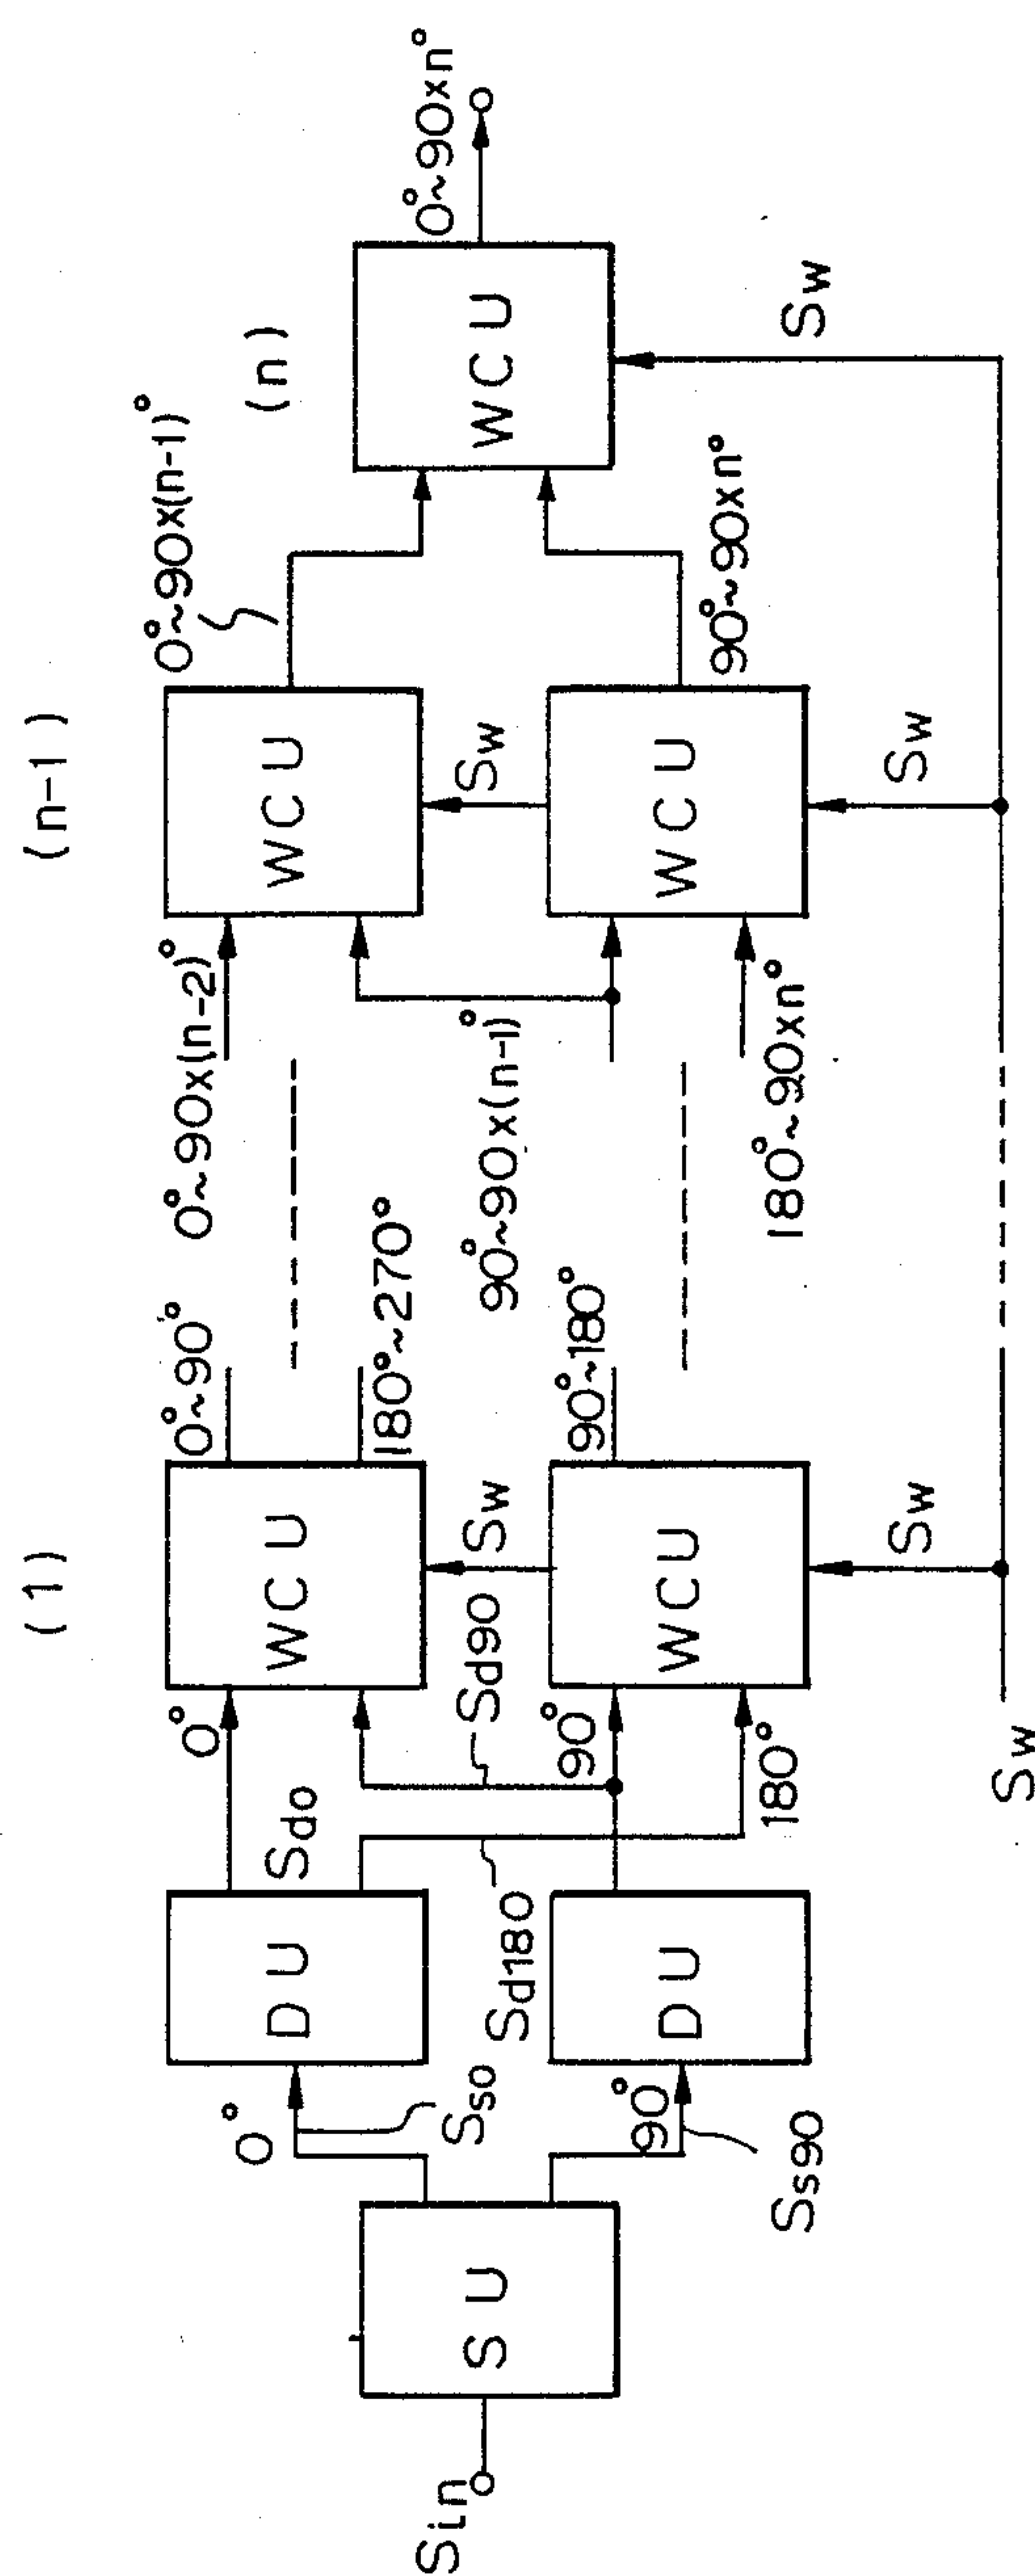 (1)
(n-1)
(n)
Sin
SU
0°
Ss0
90°
Ss90
DU
DU
Sd0
Sd180
0°
Sd90
90°
180°
WCU
WCU
Sw
Sw
Sw
0°~90°
180°~270°
90°~180°
0°~90x(n-2)°
90°~90x(n-1)°
180°~90xn°
WCU
WCU
Sw
Sw
0°~90x(n-1)°
90°~90xn°
WCU
Sw
0°~90xn°